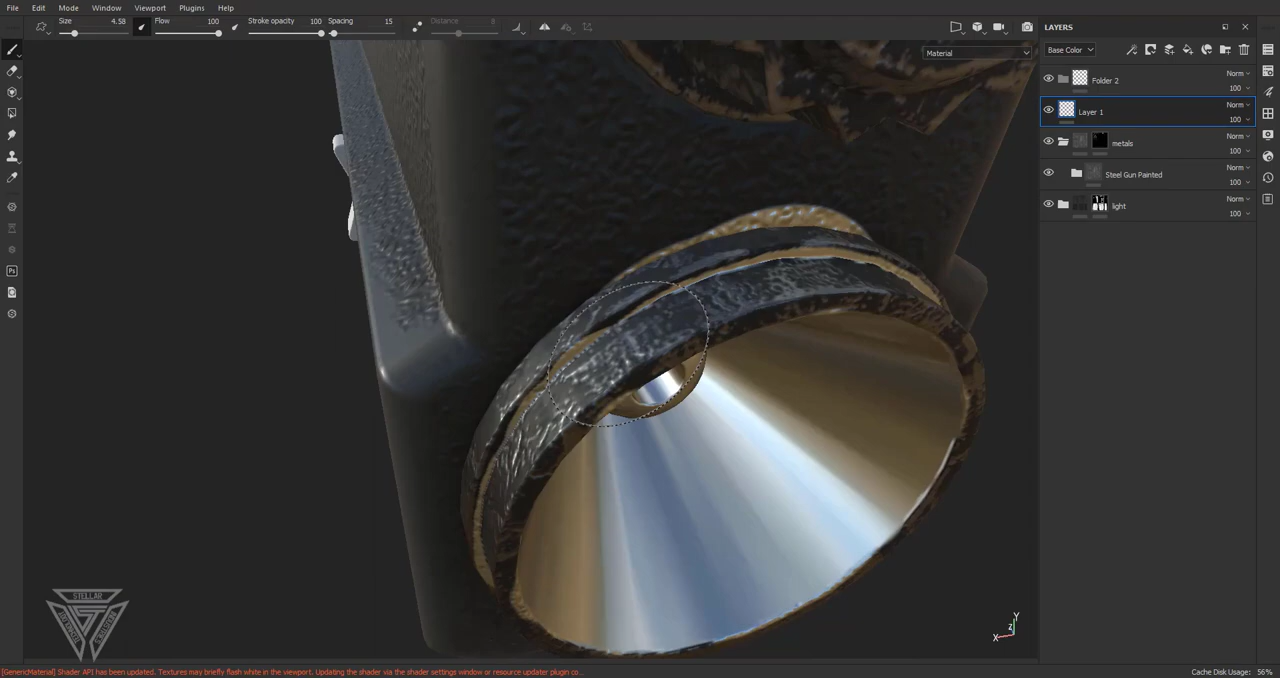 File Edit Mode Window Viewport Plugins Help
Size 4.58 Flow 100 Stroke opacity 100 Spacing 15 Distance 8
Material
LAYERS
Base Color
Folder 2 Norm 100
Layer 1 Norm 100
metals Norm 100
Steel Gun Painted Norm 100
light Norm 100
Ps
STELLAR
Y
Z
X
[GenericMaterial] Shader API has been updated. Textures may briefly flash white in the viewport. Updating the shader via the shader settings window or resource updater plugin co...
Cache Disk Usage: 56%